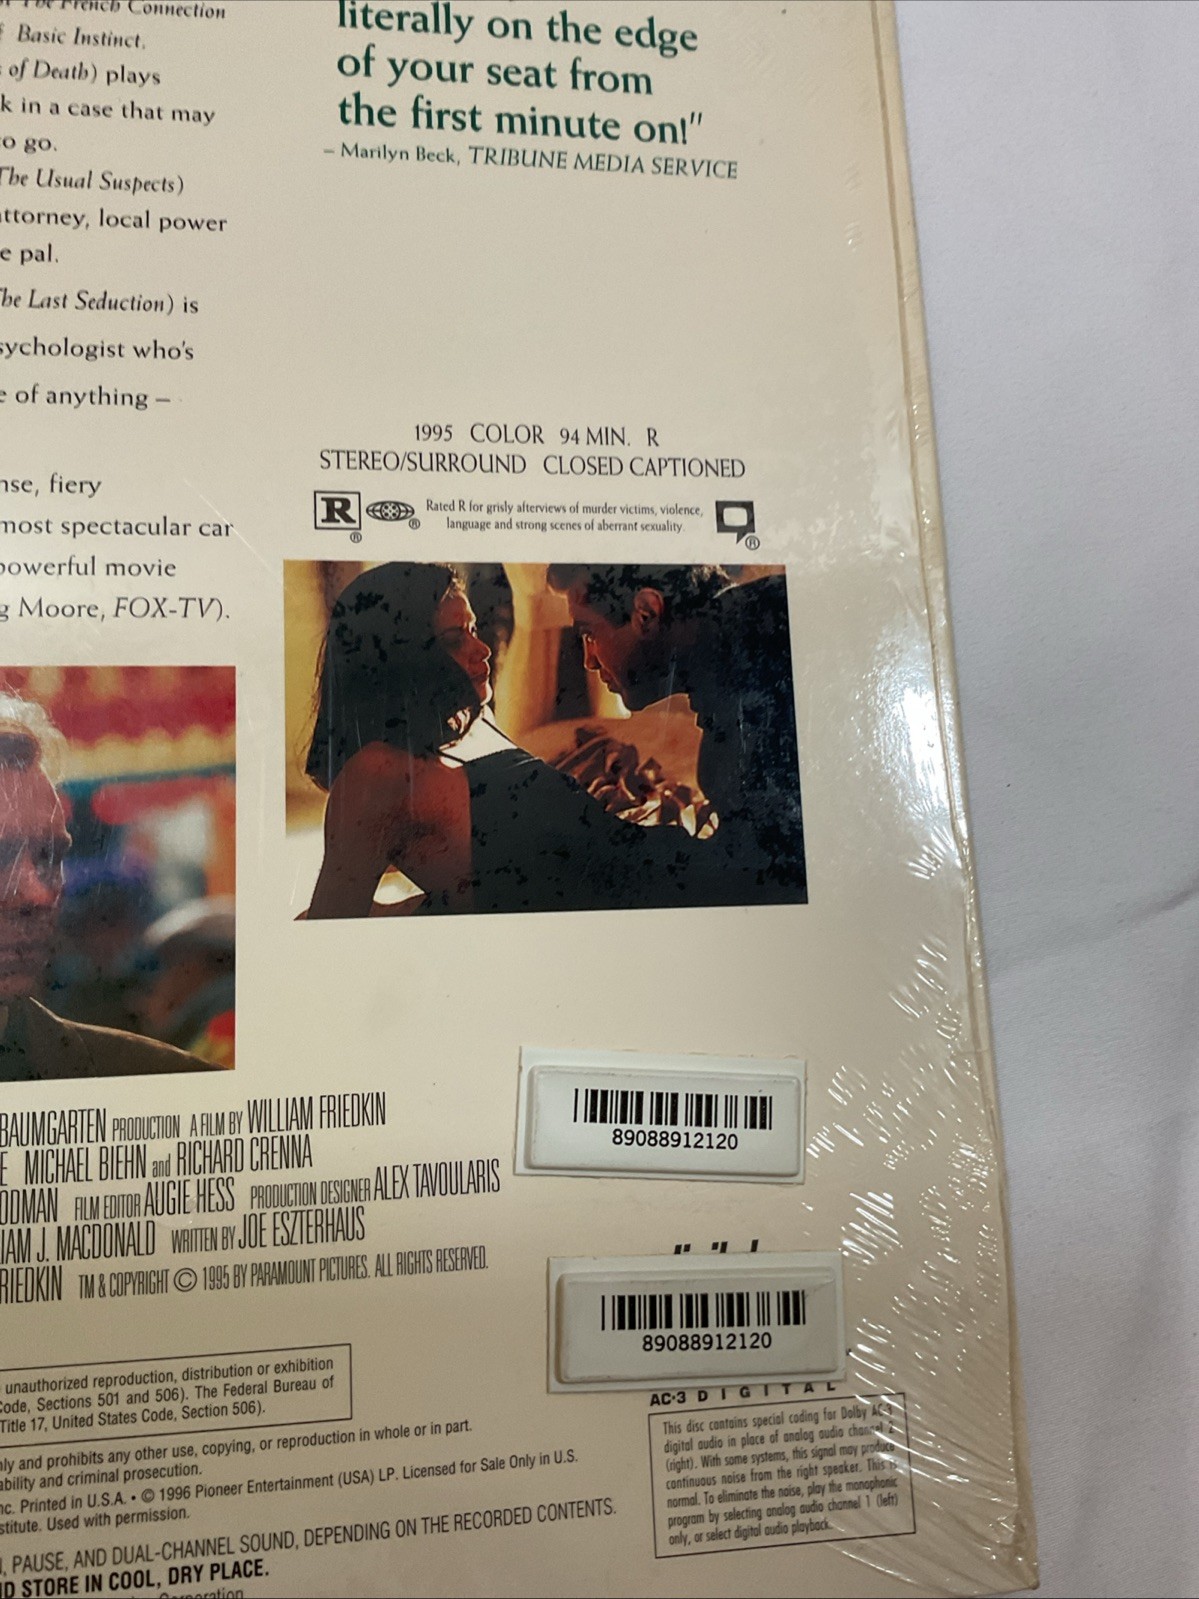 The French Connection
Basic Instinct.
of Death) plays
k in a case that may
o go.
The Usual Suspects)
ttorney, local power
e pal.
The Last Seduction) is
sychologist who's
e of anything –
nse, fiery
most spectacular car
powerful movie
g Moore, FOX-TV).
literally on the edge
of your seat from
the first minute on!"
– Marilyn Beck, TRIBUNE MEDIA SERVICE
1995 COLOR 94 MIN. R
STEREO/SURROUND CLOSED CAPTIONED
R ® ® Rated R for grisly afterviews of murder victims, violence,
language and strong scenes of aberrant sexuality. ®
BAUMGARTEN PRODUCTION A FILM BY WILLIAM FRIEDKIN
E MICHAEL BIEHN and RICHARD CRENNA
ODMAN FILM EDITOR AUGIE HESS PRODUCTION DESIGNER ALEX TAVOULARIS
IAM J. MACDONALD WRITTEN BY JOE ESZTERHAUS
RIEDKIN TM & COPYRIGHT © 1995 BY PARAMOUNT PICTURES. ALL RIGHTS RESERVED.
89088912120
89088912120
unauthorized reproduction, distribution or exhibition
Code, Sections 501 and 506). The Federal Bureau of
Title 17, United States Code, Section 506).
ly and prohibits any other use, copying, or reproduction in whole or in part.
ability and criminal prosecution.
nc. Printed in U.S.A. • © 1996 Pioneer Entertainment (USA) LP. Licensed for Sale Only in U.S.
stitute. Used with permission.
, PAUSE, AND DUAL-CHANNEL SOUND, DEPENDING ON THE RECORDED CONTENTS.
ND STORE IN COOL, DRY PLACE.
Corporation
AC-3 DIGITAL
This disc contains special coding for Dolby AC-3
digital audio in place of analog audio channel 2
(right). With some systems, this signal may produce
continuous noise from the right speaker. This is
normal. To eliminate the noise, play the monophonic
program by selecting analog audio channel 1 (left)
only, or select digital audio playback.